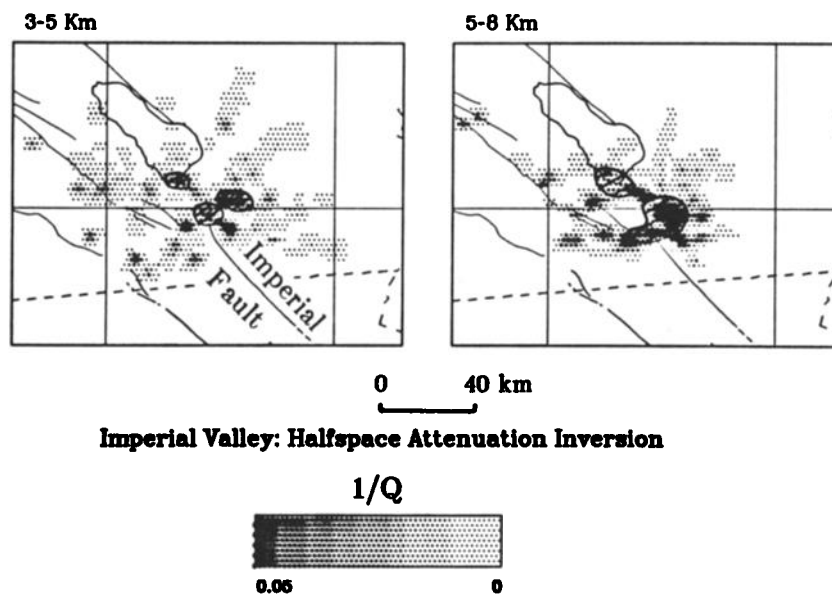 3-5 Km
5-8 Km
Imperial
Fault
0 40 km
Imperial Valley: Halfspace Attenuation Inversion
1/Q
0.05 0